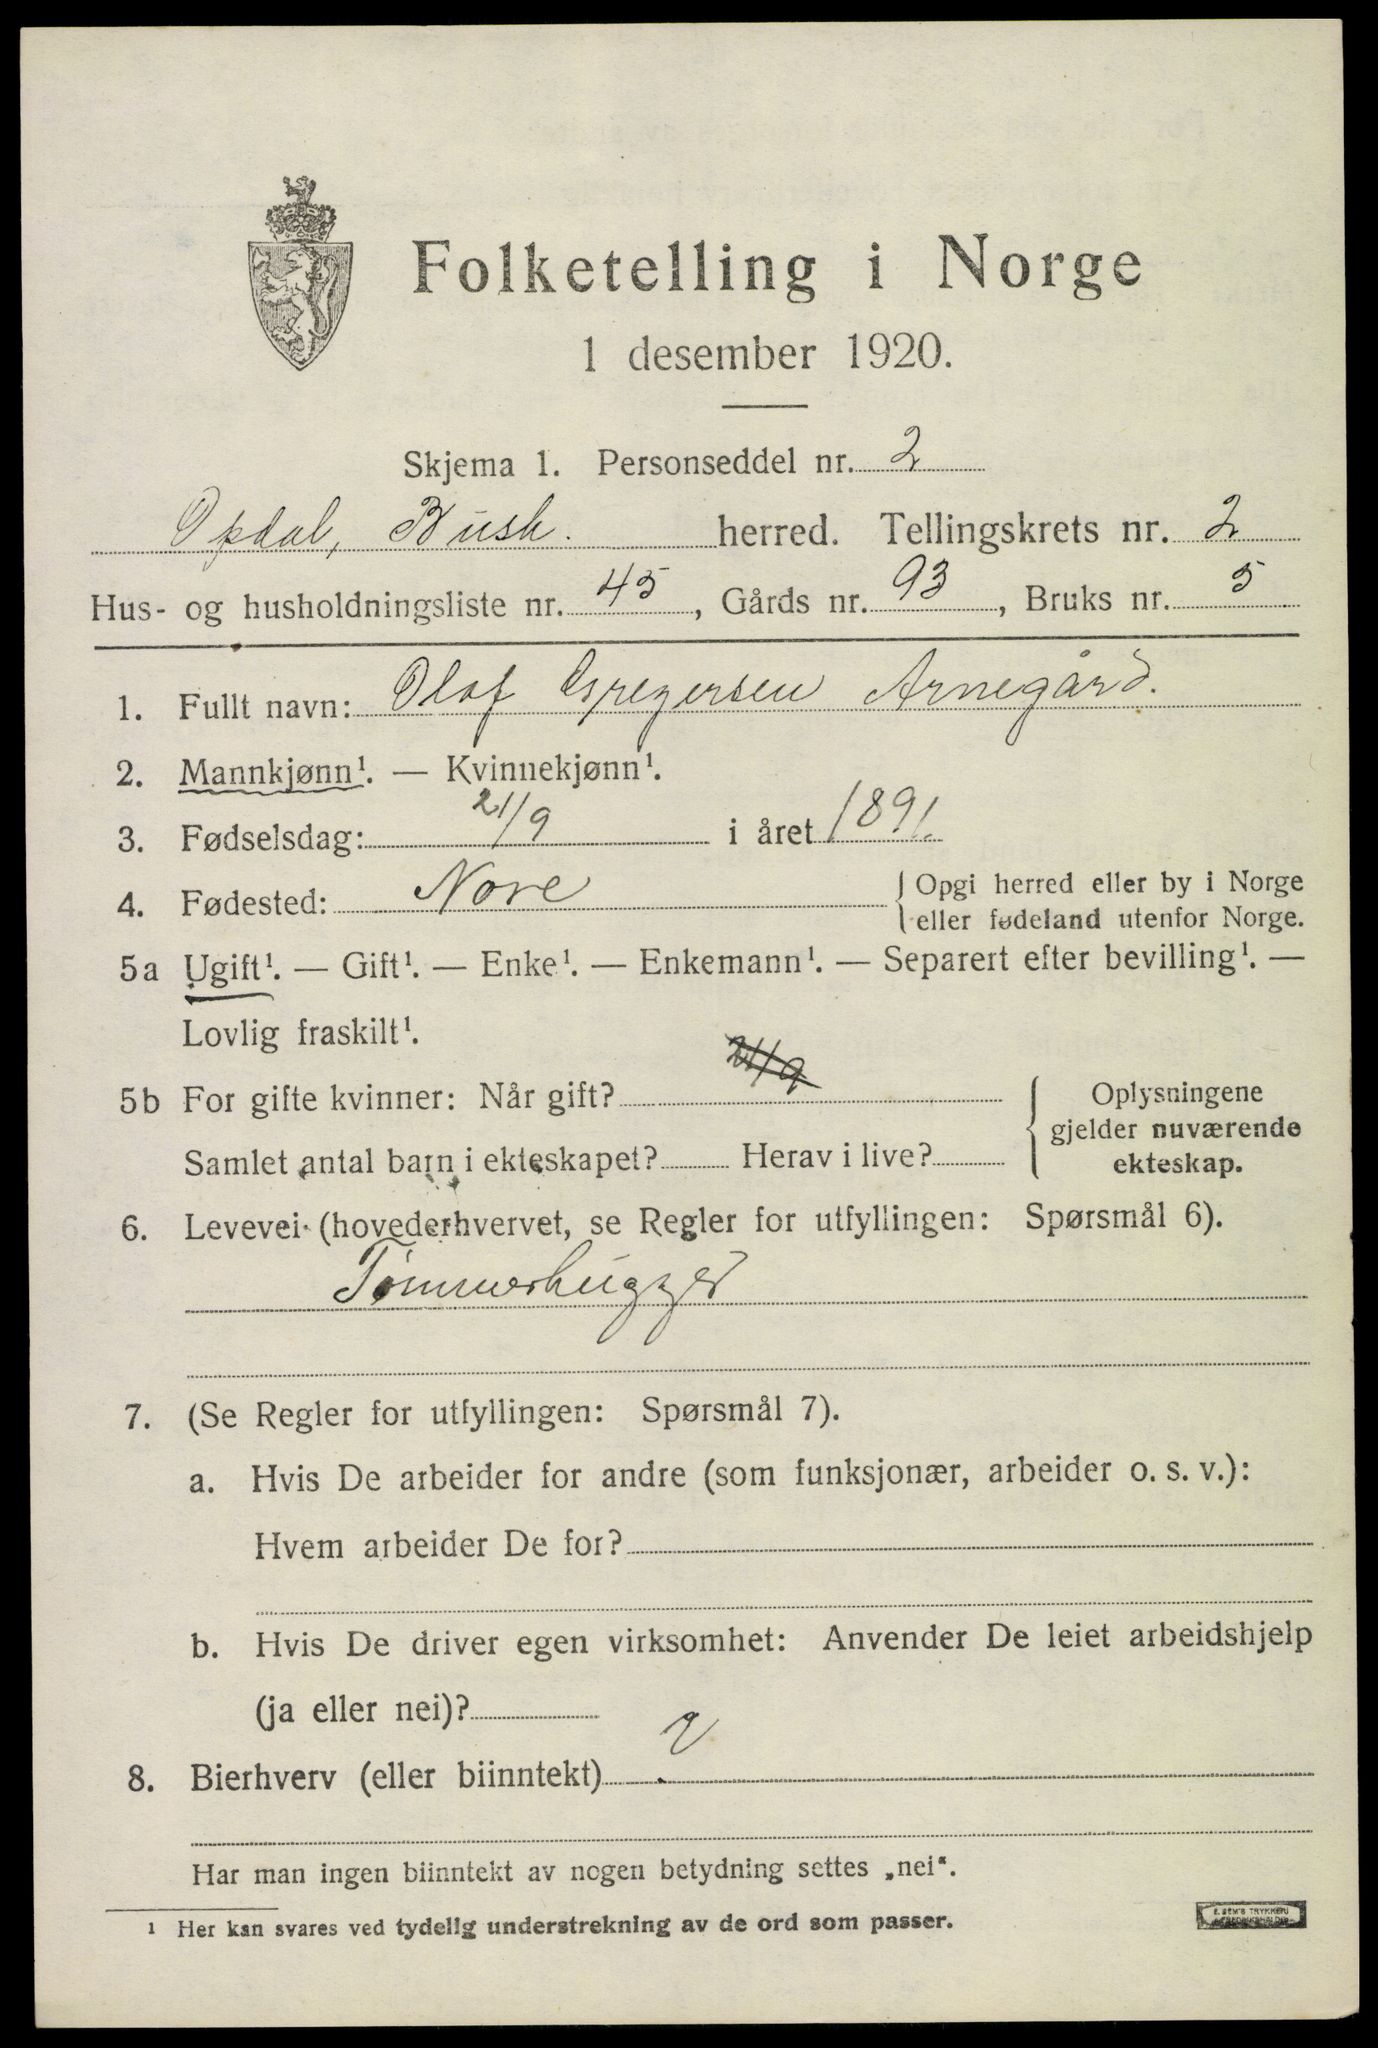 Folketelling i Norge
1 desember 1920.
Skjema 1. Personseddel nr. 2
Opdal, Busk. herred. Tellingskrets nr. 2
Hus- og husholdningsliste nr. 45, Gårds nr. 93, Bruks nr. 5
1. Fullt navn: Olaf Gregersen Arnegård.
2. Mannkjønn¹. — Kvinnekjønn¹.
3. Fødselsdag: 21/9 i året 1891.
4. Fødested: Nore { Opgi herred eller by i Norge
eller fødeland utenfor Norge.
5a Ugift¹. — Gift¹. — Enke¹. — Enkemann¹. — Separert efter bevilling¹. —
Lovlig fraskilt¹.
5b For gifte kvinner: Når gift? 21/9 { Oplysningene
gjelder nuværende
Samlet antal barn i ekteskapet? Herav i live? ekteskap.
6. Levevei (hovederhvervet, se Regler for utfyllingen: Spørsmål 6).
Tømmerhugger
7. (Se Regler for utfyllingen: Spørsmål 7).
a. Hvis De arbeider for andre (som funksjonær, arbeider o. s. v.):
Hvem arbeider De for?
b. Hvis De driver egen virksomhet: Anvender De leiet arbeidshjelp
(ja eller nei)?
8. Bierhverv (eller biinntekt)
Har man ingen biinntekt av nogen betydning settes „nei“.
¹ Her kan svares ved tydelig understrekning av de ord som passer.